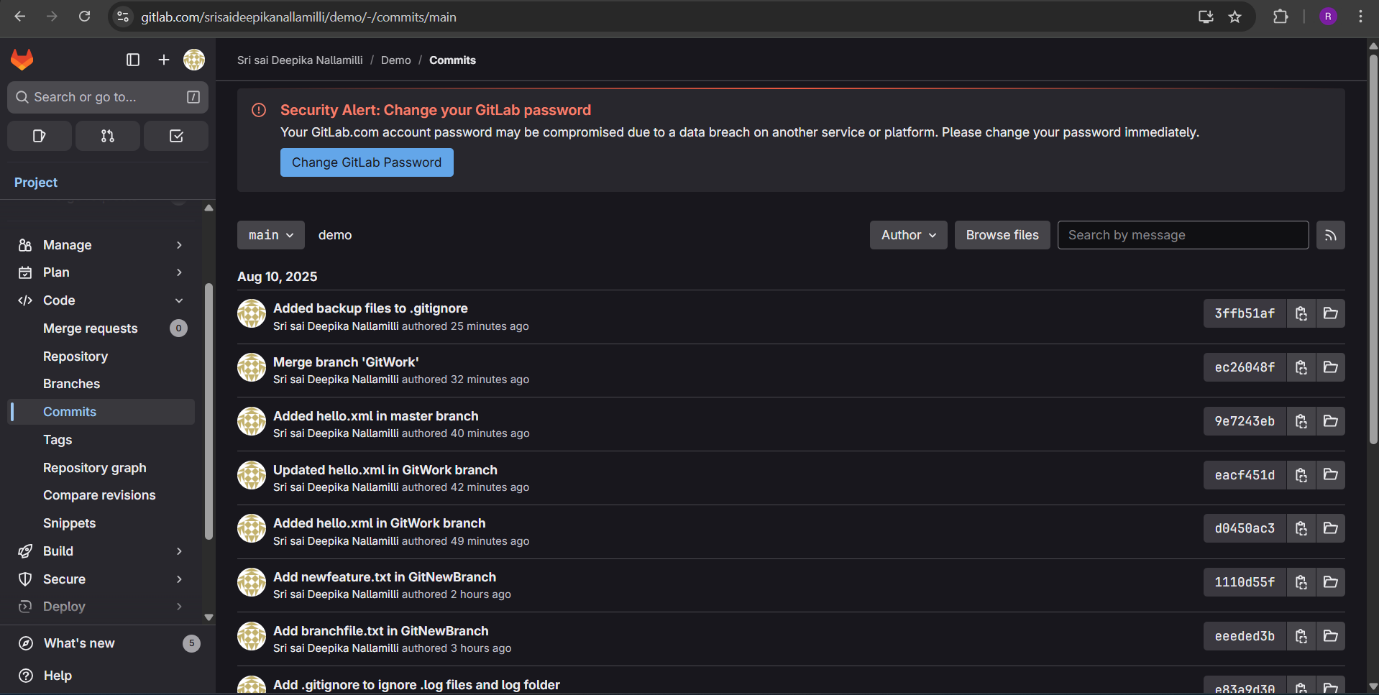 gitlab.com/srisaideepikanallamilli/demo/-/commits/main
R
Search or go to...
/
Project
Manage
Plan
Code
Merge requests 0
Repository
Branches
Commits
Tags
Repository graph
Compare revisions
Snippets
Build
Secure
Deploy
What's new 5
Help
Sri sai Deepika Nallamilli / Demo / Commits
Security Alert: Change your GitLab password
Your GitLab.com account password may be compromised due to a data breach on another service or platform. Please change your password immediately.
Change GitLab Password
main demo Author Browse files Search by message
Aug 10, 2025
Added backup files to .gitignore
Sri sai Deepika Nallamilli authored 25 minutes ago
3ffb51af
Merge branch 'GitWork'
Sri sai Deepika Nallamilli authored 32 minutes ago
ec26048f
Added hello.xml in master branch
Sri sai Deepika Nallamilli authored 40 minutes ago
9e7243eb
Updated hello.xml in GitWork branch
Sri sai Deepika Nallamilli authored 42 minutes ago
eacf451d
Added hello.xml in GitWork branch
Sri sai Deepika Nallamilli authored 49 minutes ago
d0450ac3
Add newfeature.txt in GitNewBranch
Sri sai Deepika Nallamilli authored 2 hours ago
1110d55f
Add branchfile.txt in GitNewBranch
Sri sai Deepika Nallamilli authored 3 hours ago
eeeded3b
Add .gitignore to ignore .log files and log folder
e83a9d30